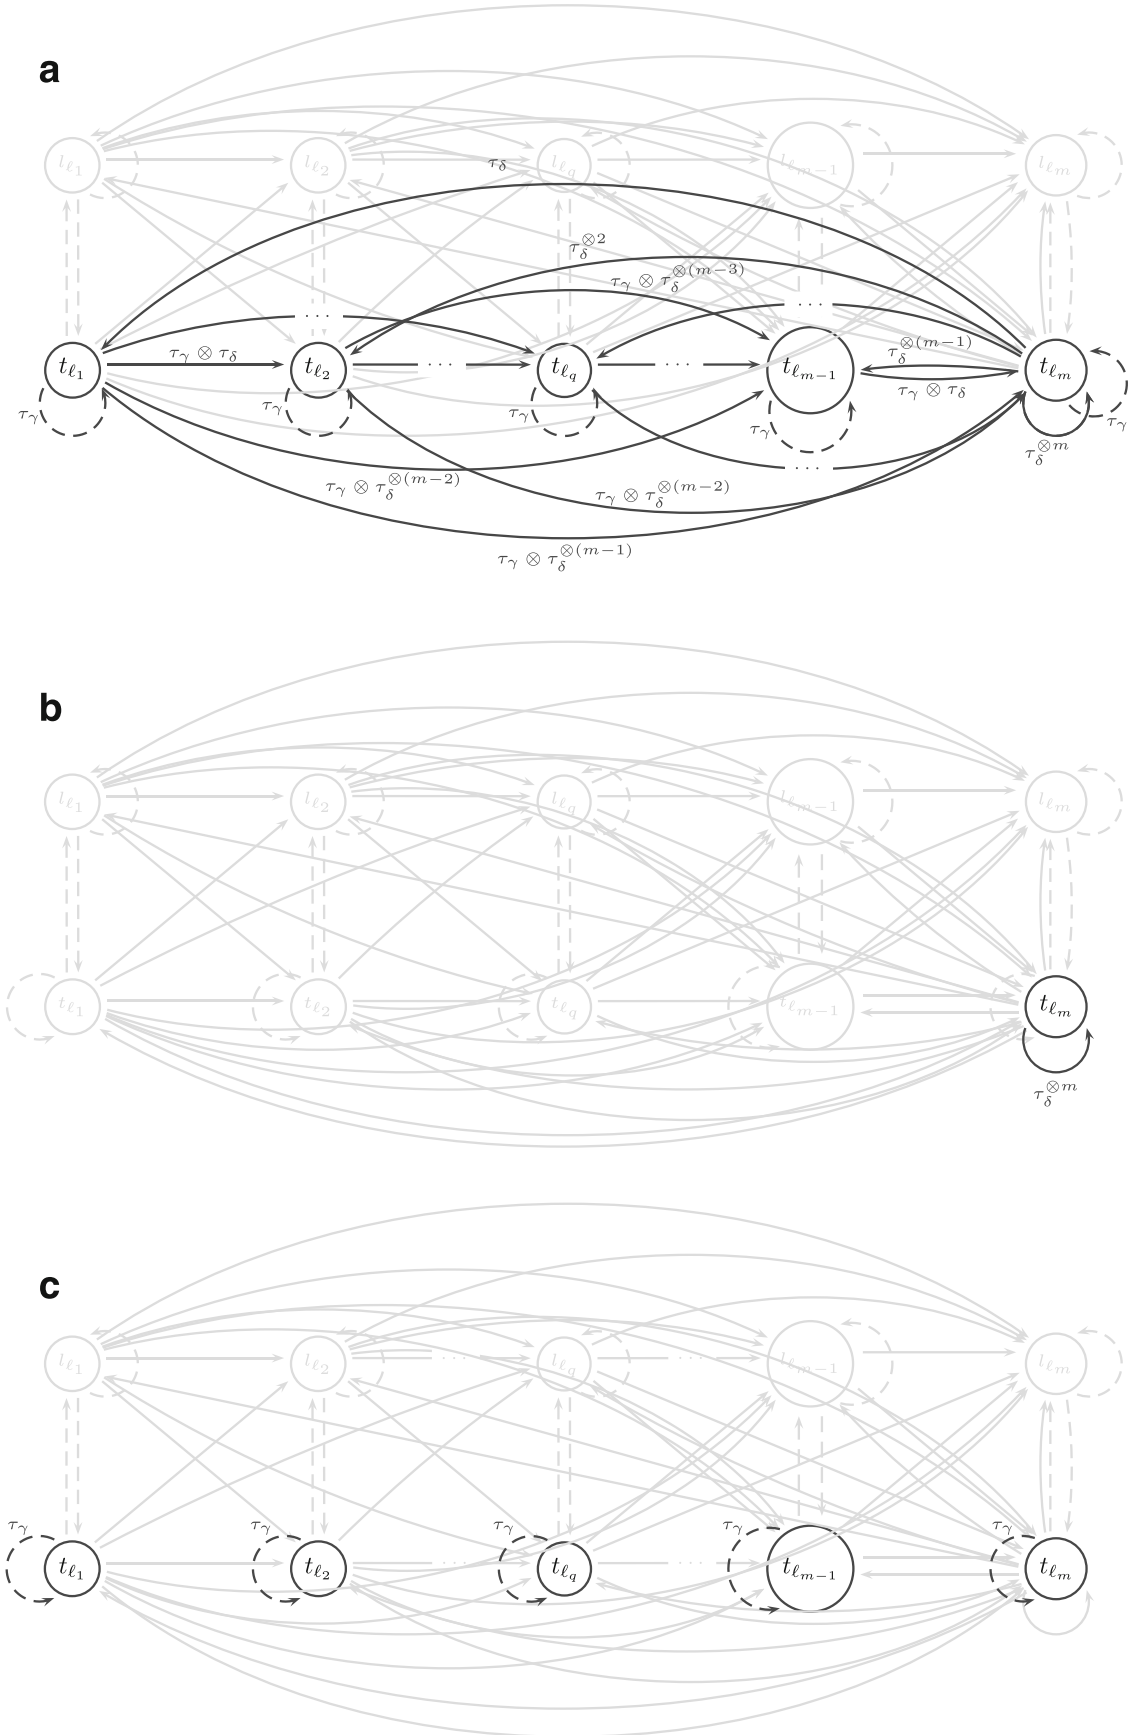 a
l_{ℓ_1} l_{ℓ_2} l_{ℓ_q} l_{ℓ_{m−1}} l_{ℓ_m}
τ_δ
τ_δ^{⊗2}
τ_γ ⊗ τ_δ^{⊗(m−3)}
· · · · · ·
τ_γ ⊗ τ_δ τ_δ^{⊗(m−1)}
t_{ℓ_1} t_{ℓ_2} · · · t_{ℓ_q} · · · t_{ℓ_{m−1}} t_{ℓ_m}
τ_γ ⊗ τ_δ
τ_γ τ_γ τ_γ τ_γ τ_γ
τ_δ^{⊗m}
· · ·
τ_γ ⊗ τ_δ^{⊗(m−2)} τ_γ ⊗ τ_δ^{⊗(m−2)}
τ_γ ⊗ τ_δ^{⊗(m−1)}
b
l_{ℓ_1} l_{ℓ_2} l_{ℓ_q} l_{ℓ_{m−1}} l_{ℓ_m}
t_{ℓ_1} t_{ℓ_2} t_{ℓ_q} t_{ℓ_{m−1}} t_{ℓ_m}
τ_δ^{⊗m}
c
l_{ℓ_1} l_{ℓ_2} · · · l_{ℓ_q} · · · l_{ℓ_{m−1}} l_{ℓ_m}
τ_γ τ_γ τ_γ τ_γ τ_γ
t_{ℓ_1} t_{ℓ_2} · · · t_{ℓ_q} · · · t_{ℓ_{m−1}} t_{ℓ_m}